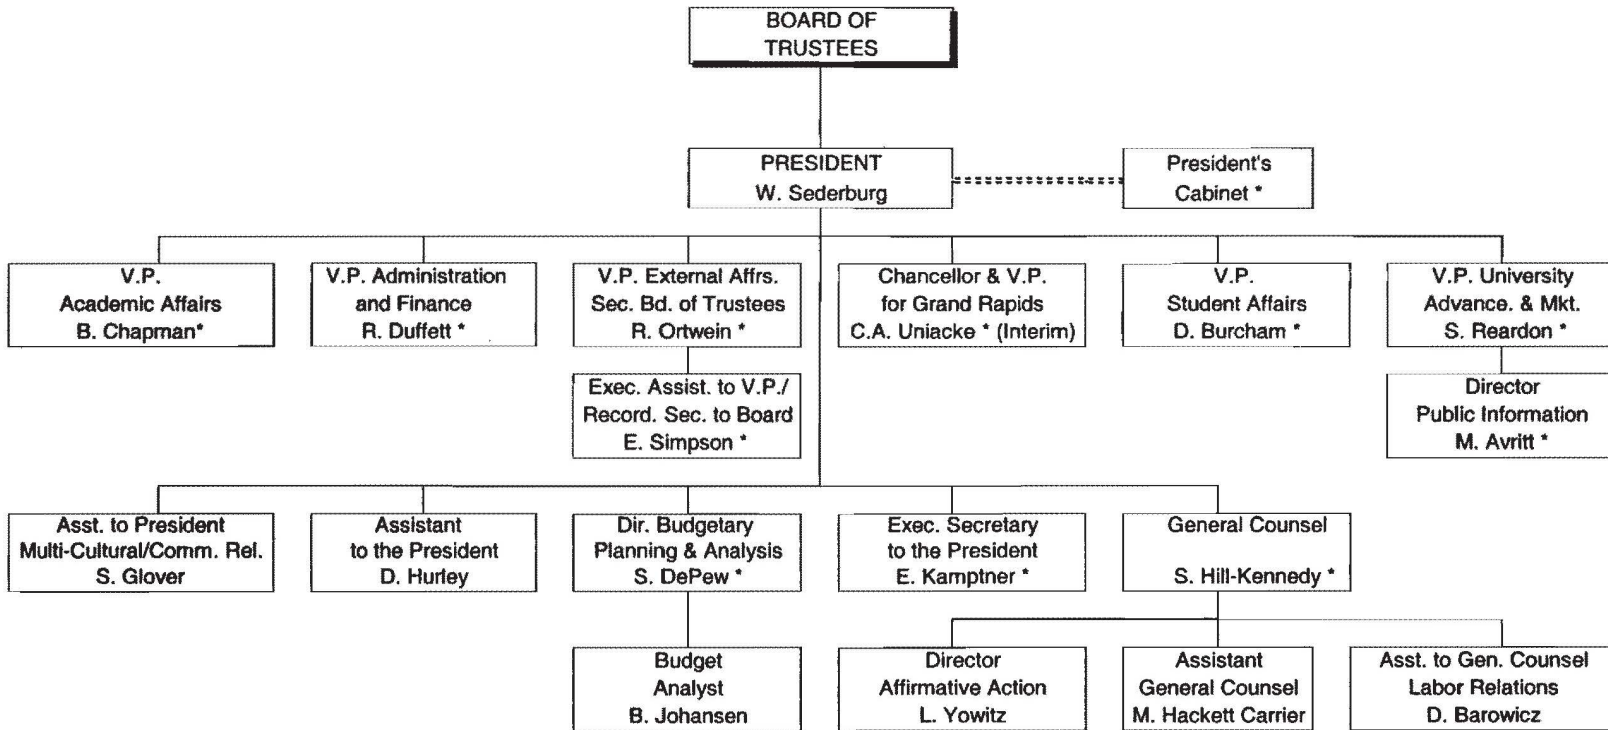 BOARD OF
TRUSTEES
PRESIDENT
W. Sederburg
President's
Cabinet *
V.P.
Academic Affairs
B. Chapman*
V.P. Administration
and Finance
R. Duffett *
V.P. External Affrs.
Sec. Bd. of Trustees
R. Ortwein *
Chancellor & V.P.
for Grand Rapids
C.A. Uniacke * (Interim)
V.P.
Student Affairs
D. Burcham *
V.P. University
Advance. & Mkt.
S. Reardon *
Exec. Assist. to V.P./
Record. Sec. to Board
E. Simpson *
Director
Public Information
M. Avritt *
Asst. to President
Multi-Cultural/Comm. Rel.
S. Glover
Assistant
to the President
D. Hurley
Dir. Budgetary
Planning & Analysis
S. DePew *
Exec. Secretary
to the President
E. Kamptner *
General Counsel
S. Hill-Kennedy *
Budget
Analyst
B. Johansen
Director
Affirmative Action
L. Yowitz
Assistant
General Counsel
M. Hackett Carrier
Asst. to Gen. Counsel
Labor Relations
D. Barowicz